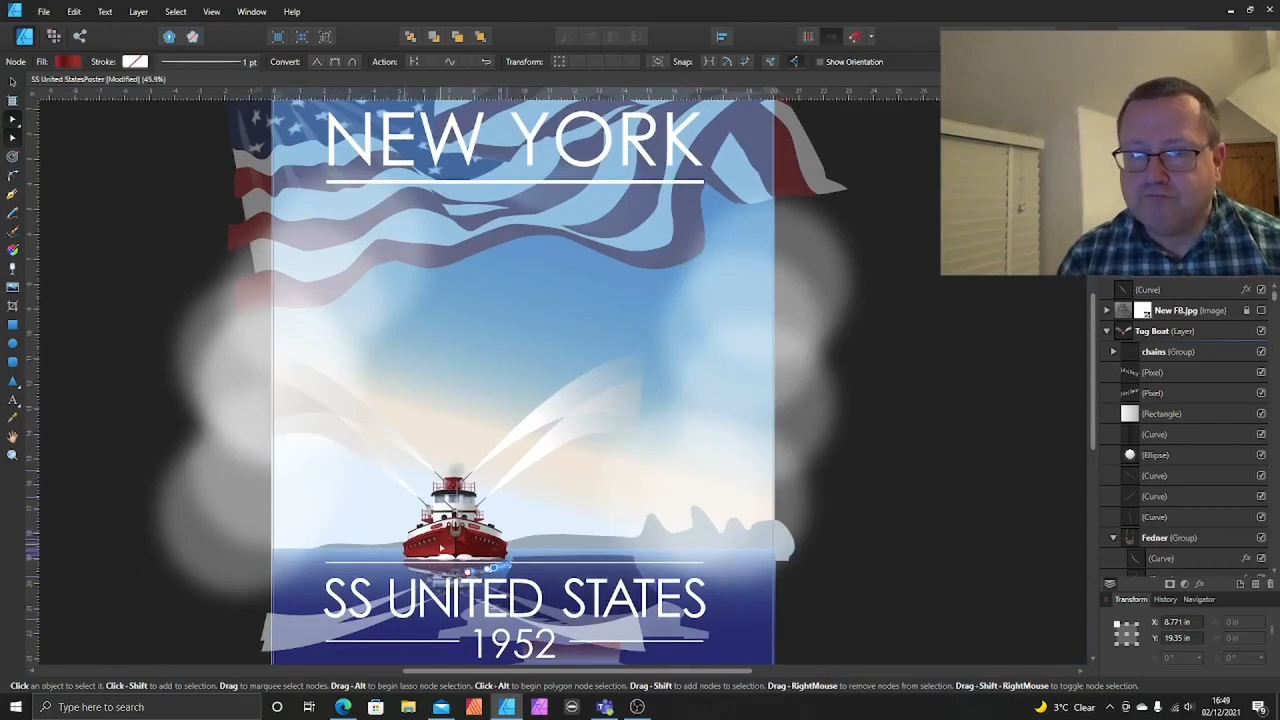 File Edit Text Layer Select View Window Help
Node Fill: Stroke: 1 pt Convert: Action: Transform: Snap: Show Orientation
SS United StatesPoster [Modified] (45.9%)
NEW YORK
SS UNITED STATES
1952
(Curve)
New FB.jpg (Image)
Tug Boat (Layer)
chains (Group)
(Pixel)
(Pixel)
(Rectangle)
(Curve)
(Ellipse)
(Curve)
(Curve)
(Curve)
Fedner (Group)
(Curve)
Transform History Navigator
X: 8.771 in W: 0 in
Y: 19.35 in H: 0 in
Click an object to select it. Click-Shift to add to selection. Drag to marquee select nodes. Drag-Alt to begin lasso node selection. Click-Alt to begin polygon node selection. Drag-Shift to add nodes to selection. Drag-RightMouse to remove nodes from selection. Drag-Shift-RightMouse to toggle node selection.
Type here to search
3°C Clear
16:49
02/12/2021